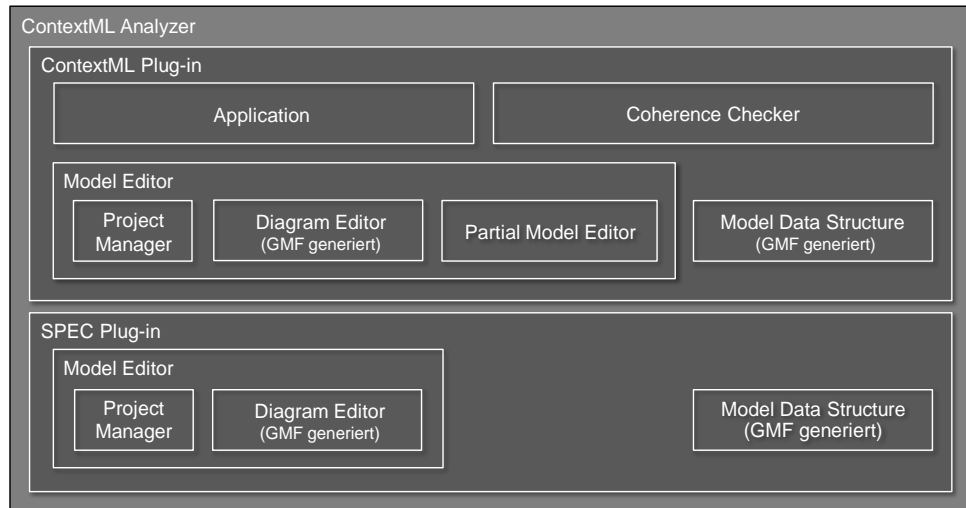 ContextML Analyzer
ContextML Plug-in
Application
Coherence Checker
Model Editor
Project
Manager
Diagram Editor
(GMF generiert)
Partial Model Editor
Model Data Structure
(GMF generiert)
SPEC Plug-in
Model Editor
Project
Manager
Diagram Editor
(GMF generiert)
Model Data Structure
(GMF generiert)